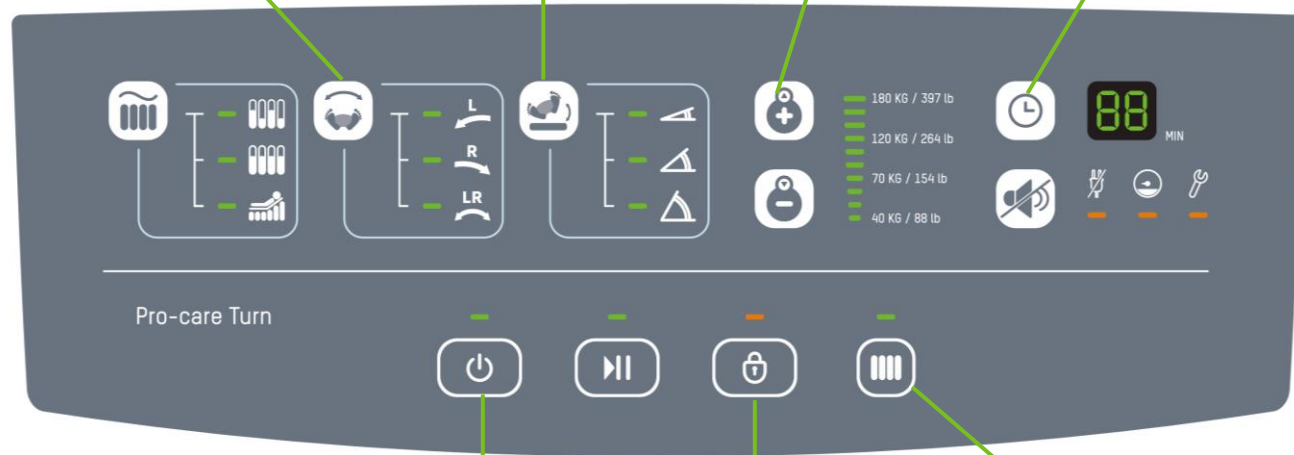 L
R
LR
180 KG / 397 lb
120 KG / 264 lb
70 KG / 154 lb
40 KG / 88 lb
88
MIN
Pro-care Turn